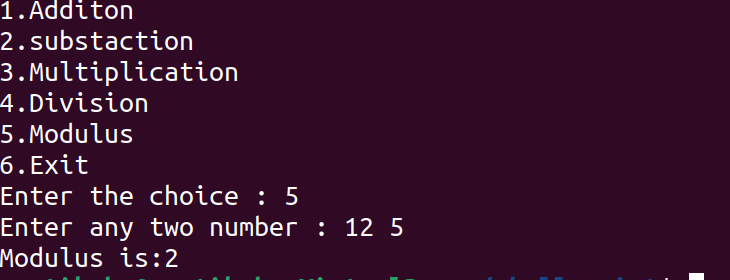 1.Additon
2.substaction
3.Multiplication
4.Division
5.Modulus
6.Exit
Enter the choice : 5
Enter any two number : 12 5
Modulus is:2